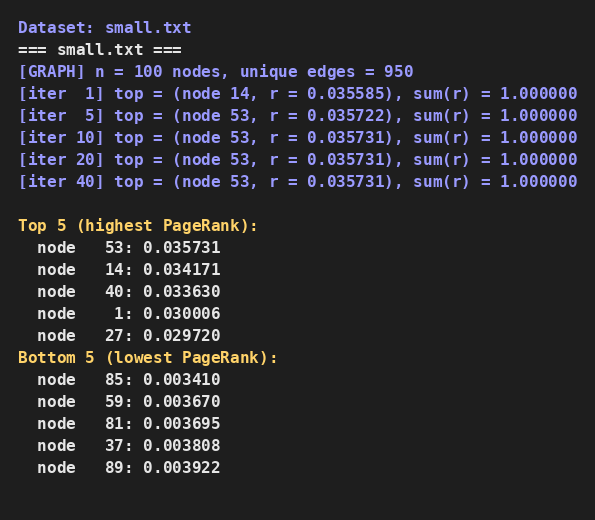 Dataset: small.txt
=== small.txt ===
[GRAPH] n = 100 nodes, unique edges = 950
[iter  1] top = (node 14, r = 0.035585), sum(r) = 1.000000
[iter  5] top = (node 53, r = 0.035722), sum(r) = 1.000000
[iter 10] top = (node 53, r = 0.035731), sum(r) = 1.000000
[iter 20] top = (node 53, r = 0.035731), sum(r) = 1.000000
[iter 40] top = (node 53, r = 0.035731), sum(r) = 1.000000

Top 5 (highest PageRank):
  node   53: 0.035731
  node   14: 0.034171
  node   40: 0.033630
  node    1: 0.030006
  node   27: 0.029720
Bottom 5 (lowest PageRank):
  node   85: 0.003410
  node   59: 0.003670
  node   81: 0.003695
  node   37: 0.003808
  node   89: 0.003922